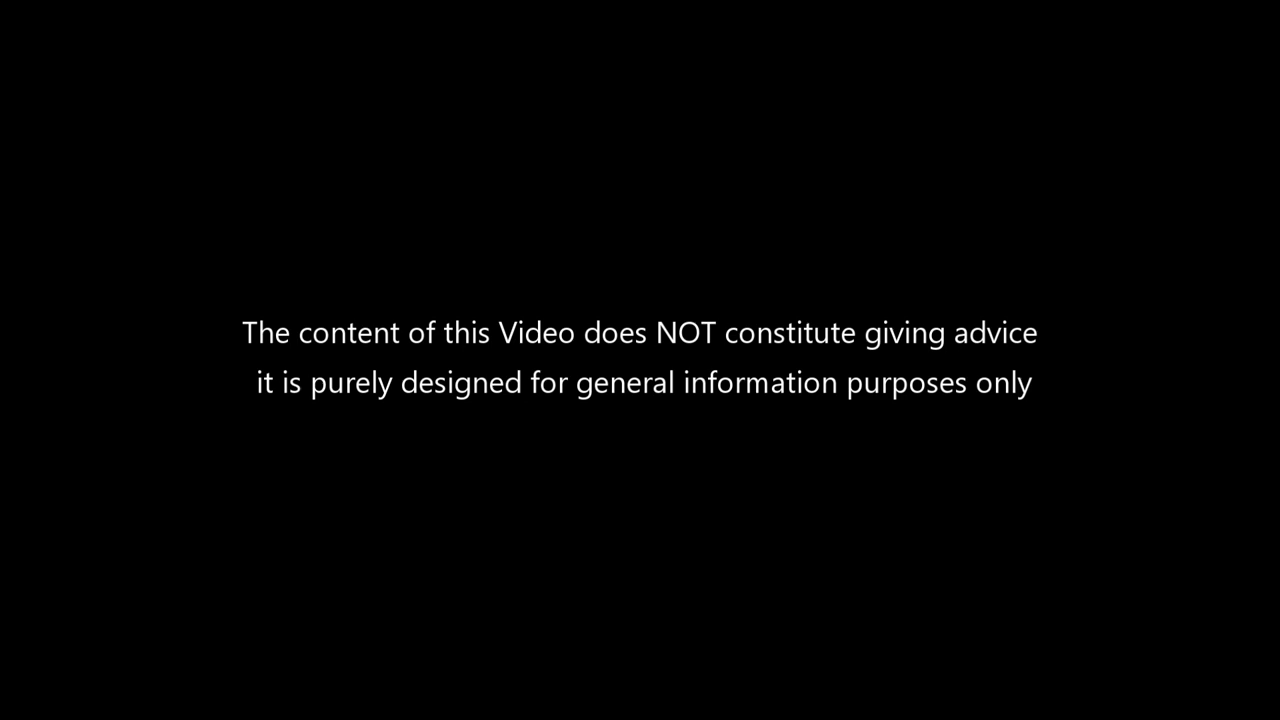 The content of this Video does NOT constitute giving advice
it is purely designed for general information purposes only